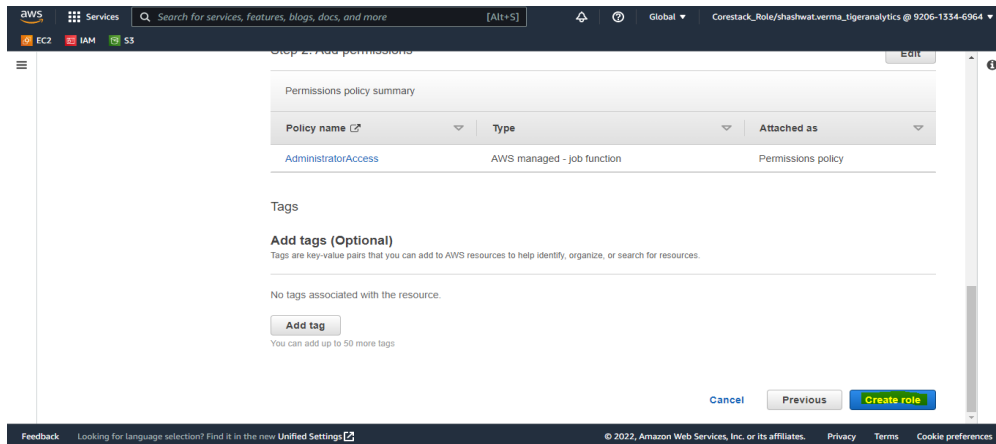 aws
Services
Search for services, features, blogs, docs, and more
[Alt+S]
Global ▼
Corestack_Role/shashwat.verma_tigeranalytics @ 9206-1334-6964 ▼
EC2
IAM
S3
Step 2: Add permissions
Edit
Permissions policy summary
Policy name
Type
Attached as
AdministratorAccess
AWS managed - job function
Permissions policy
Tags
Add tags (Optional)
Tags are key-value pairs that you can add to AWS resources to help identify, organize, or search for resources.
No tags associated with the resource.
Add tag
You can add up to 50 more tags
Cancel
Previous
Create role
Feedback
Looking for language selection? Find it in the new Unified Settings
© 2022, Amazon Web Services, Inc. or its affiliates.
Privacy
Terms
Cookie preferences